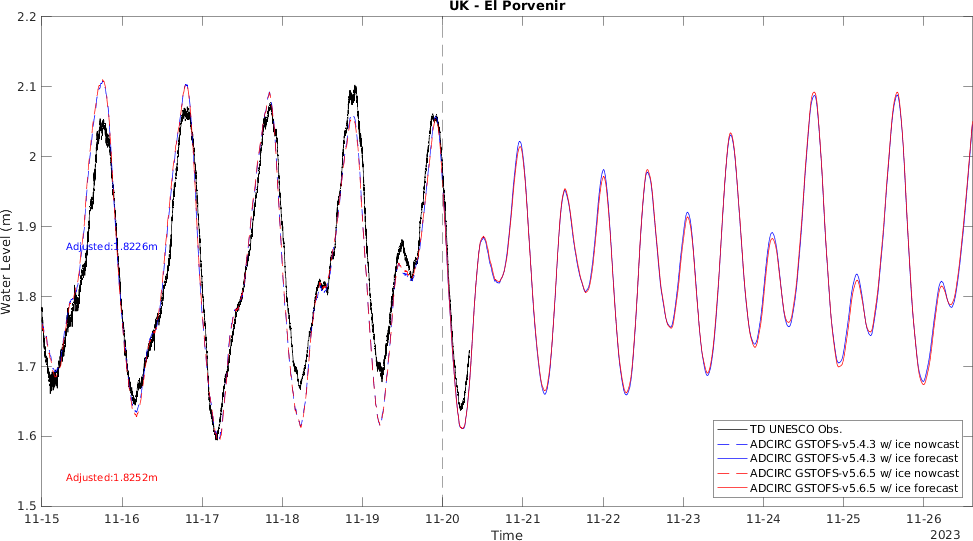 UK - El Porvenir
2.2
2.1
2
1.9
1.8
1.7
1.6
1.5
Water Level (m)
Adjusted:1.8226m
Adjusted:1.8252m
TD UNESCO Obs.
ADCIRC GSTOFS-v5.4.3 w/ ice nowcast
ADCIRC GSTOFS-v5.4.3 w/ ice forecast
ADCIRC GSTOFS-v5.6.5 w/ ice nowcast
ADCIRC GSTOFS-v5.6.5 w/ ice forecast
11-15 11-16 11-17 11-18 11-19 11-20 11-21 11-22 11-23 11-24 11-25 11-26
Time
2023